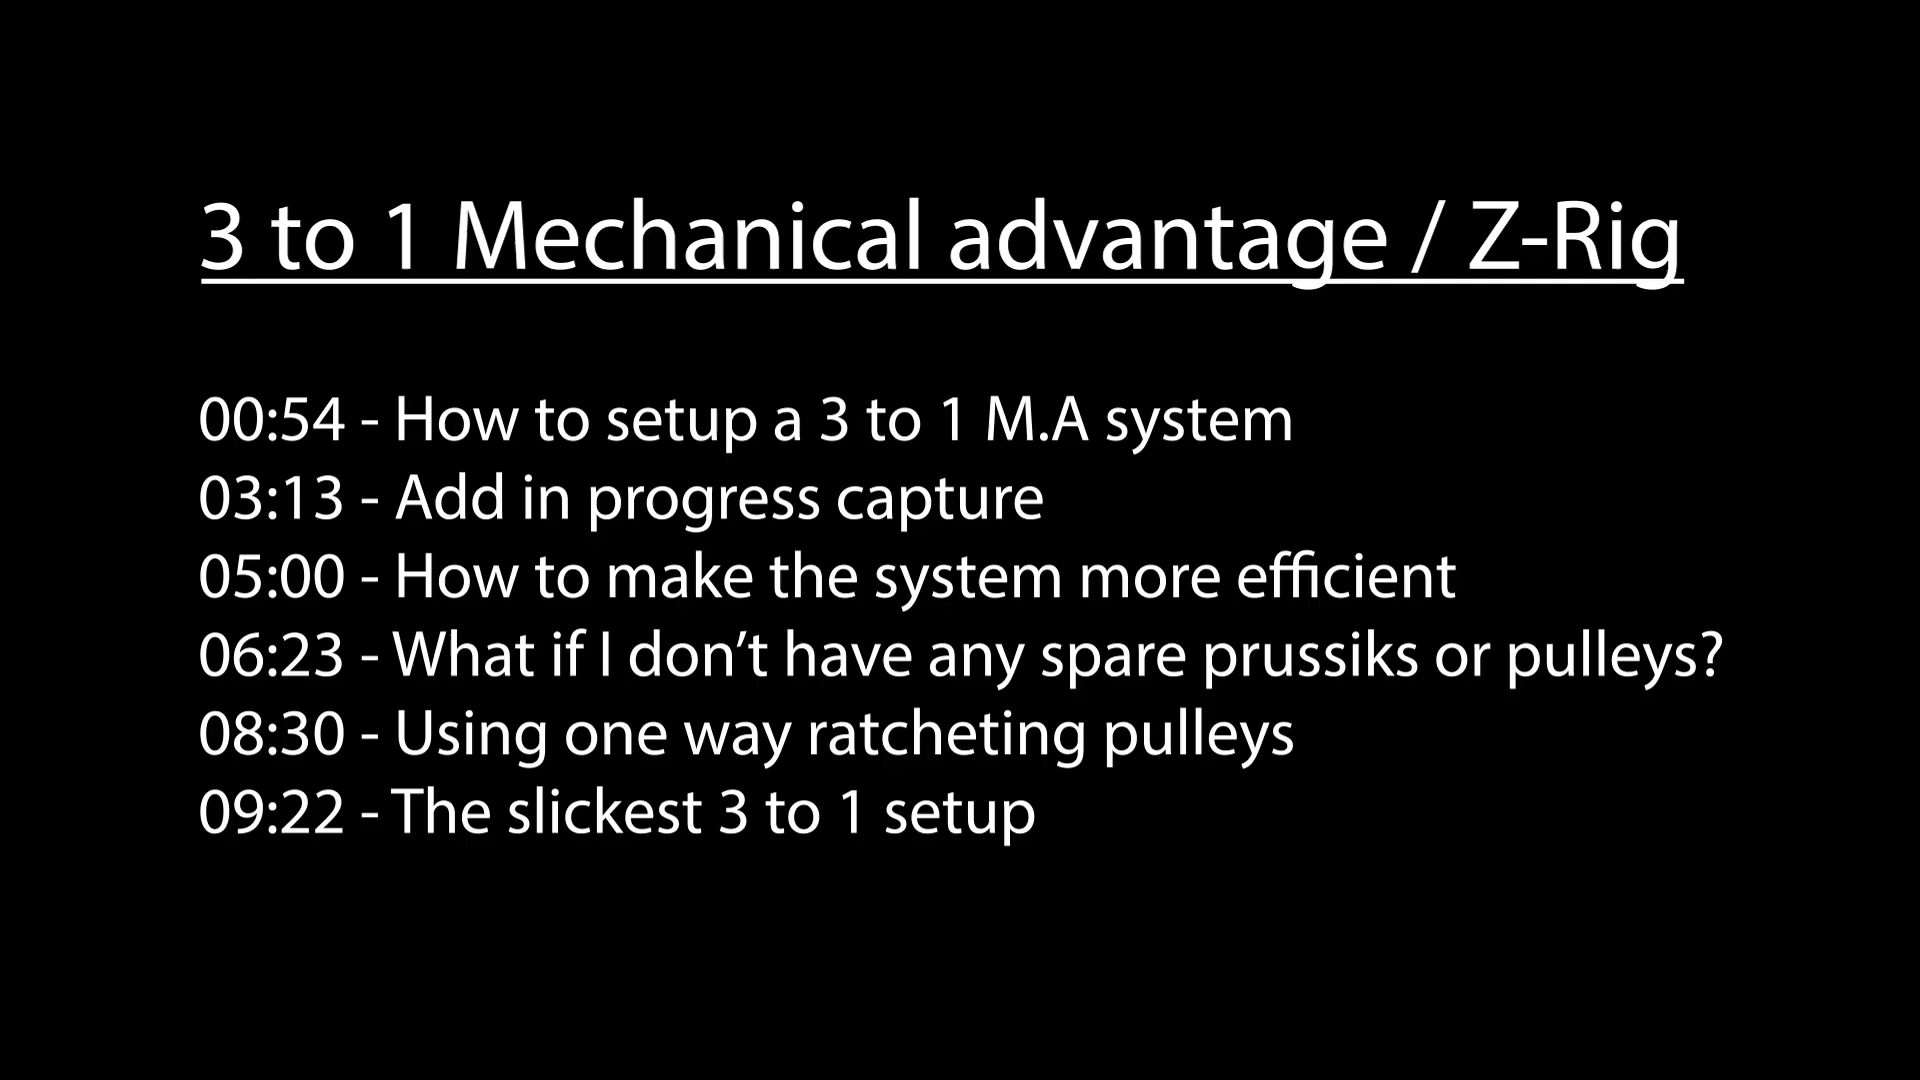 3 to 1 Mechanical advantage / Z-Rig
00:54 - How to setup a 3 to 1 M.A system
03:13 - Add in progress capture
05:00 - How to make the system more efficient
06:23 - What if I don’t have any spare prussiks or pulleys?
08:30 - Using one way ratcheting pulleys
09:22 - The slickest 3 to 1 setup